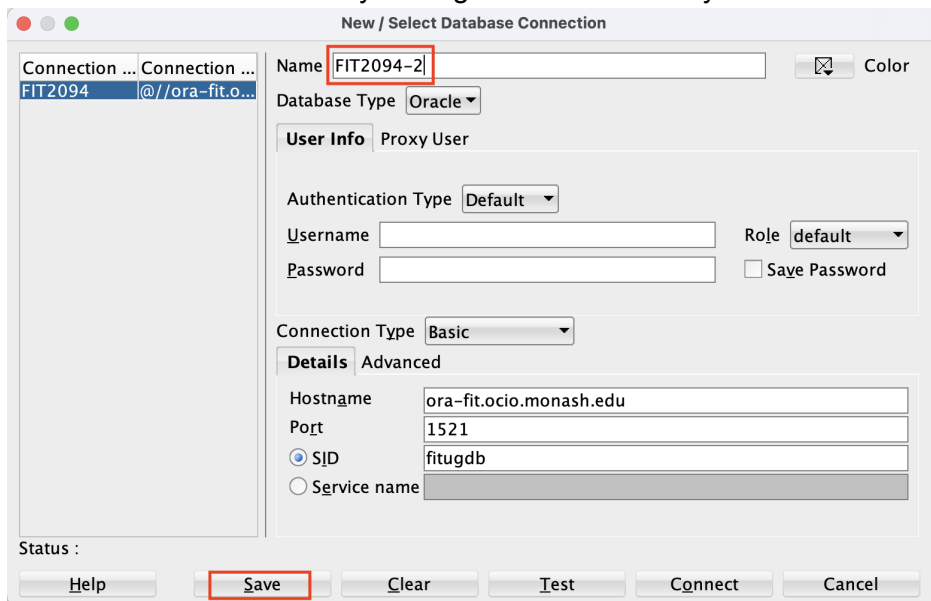 New / Select Database Connection
Connection ... Connection ...
FIT2094 @//ora-fit.o...
Name FIT2094-2 Color
Database Type Oracle
User Info Proxy User
Authentication Type Default
Username Role default
Password Save Password
Connection Type Basic
Details Advanced
Hostname ora-fit.ocio.monash.edu
Port 1521
SID fitugdb
Service name
Status :
Help Save Clear Test Connect Cancel